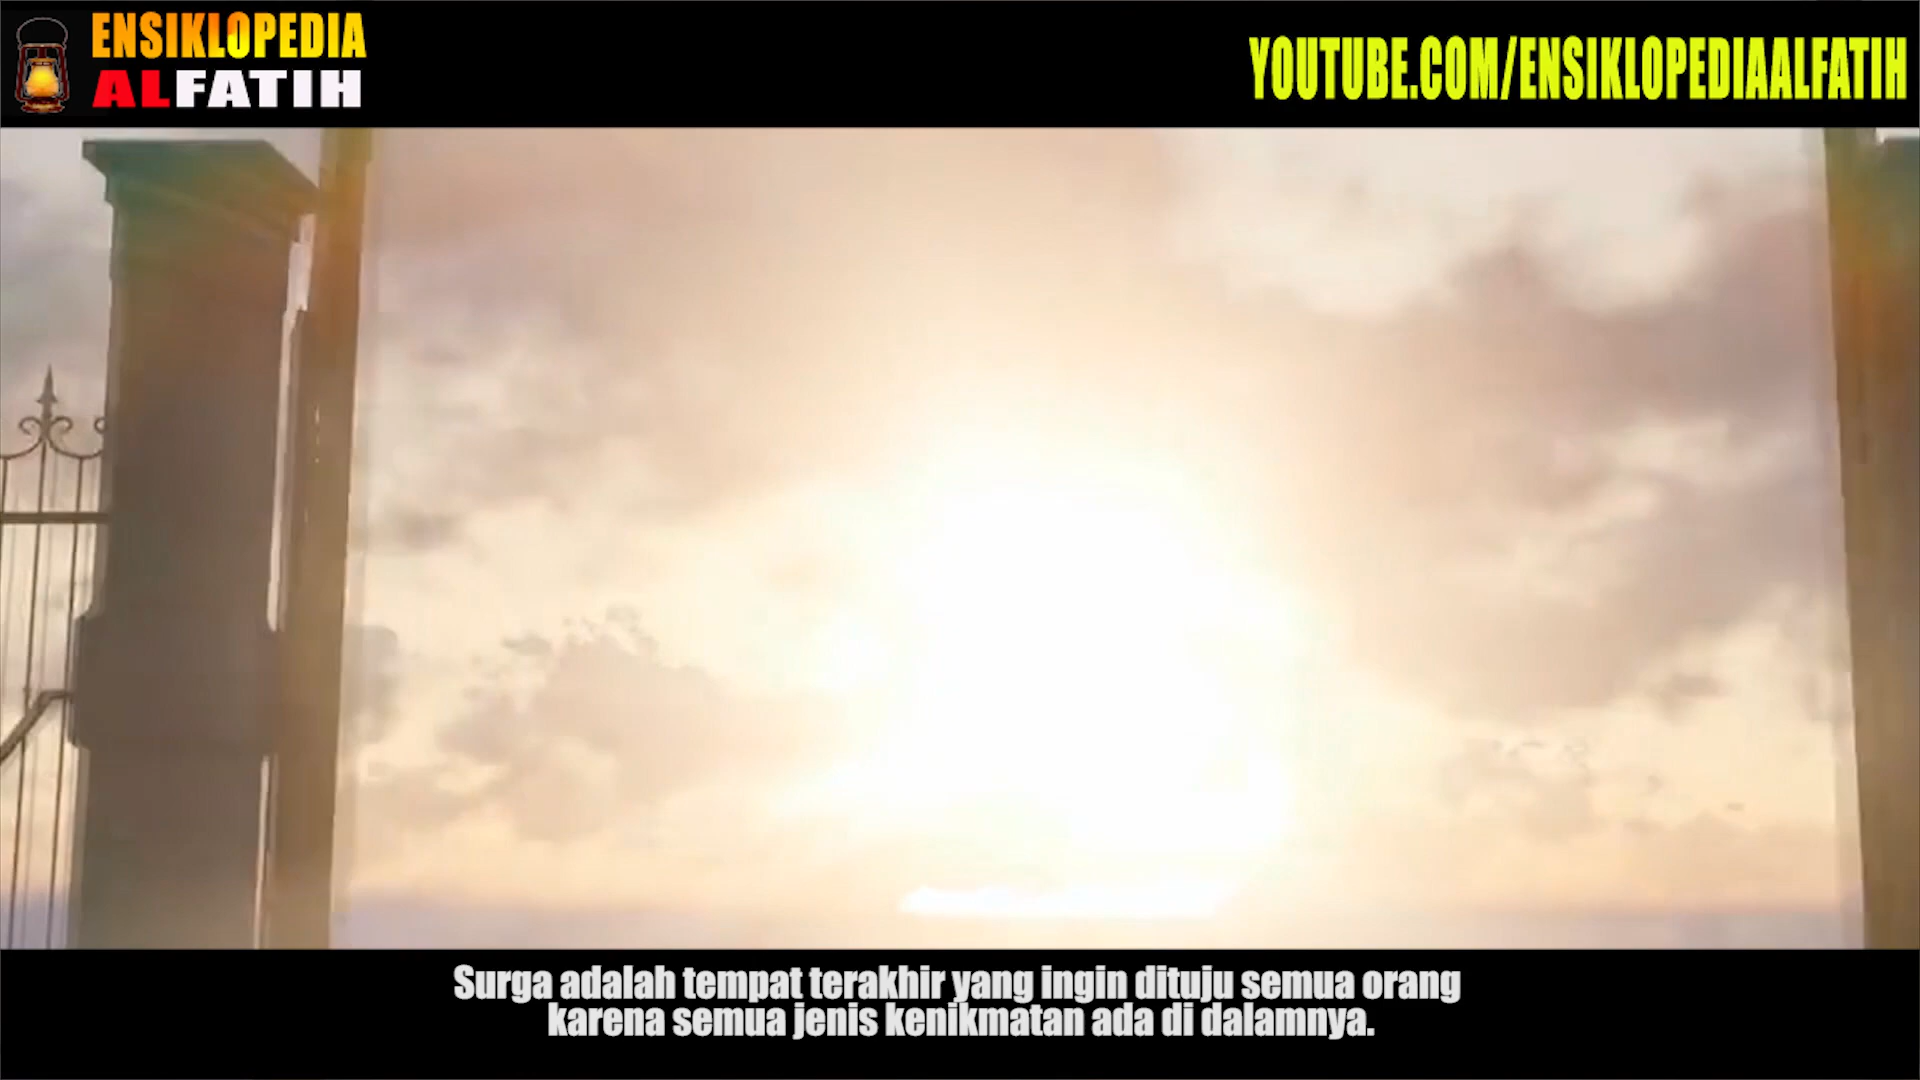 ENSIKLOPEDIA
ALFATIH
YOUTUBE.COM/ENSIKLOPEDIAALFATIH
Surga adalah tempat terakhir yang ingin dituju semua orang
karena semua jenis kenikmatan ada di dalamnya.